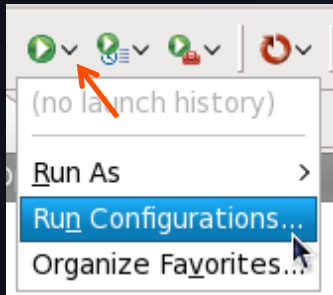 (no launch history)
Run As
Run Configurations...
Organize Favorites...